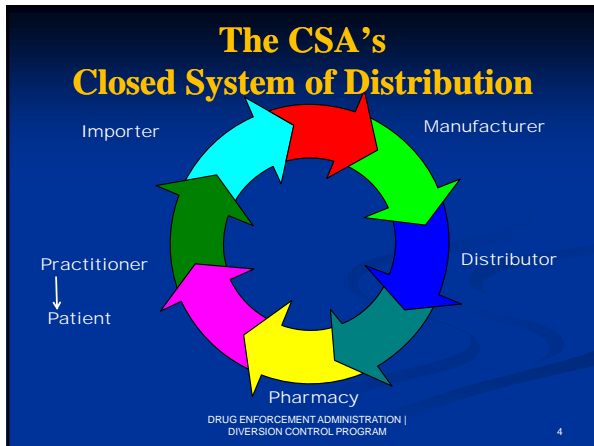 The CSA's
Closed System of Distribution
Importer
Manufacturer
Practitioner
Patient
Distributor
Pharmacy
DRUG ENFORCEMENT ADMINISTRATION |
DIVERSION CONTROL PROGRAM
4